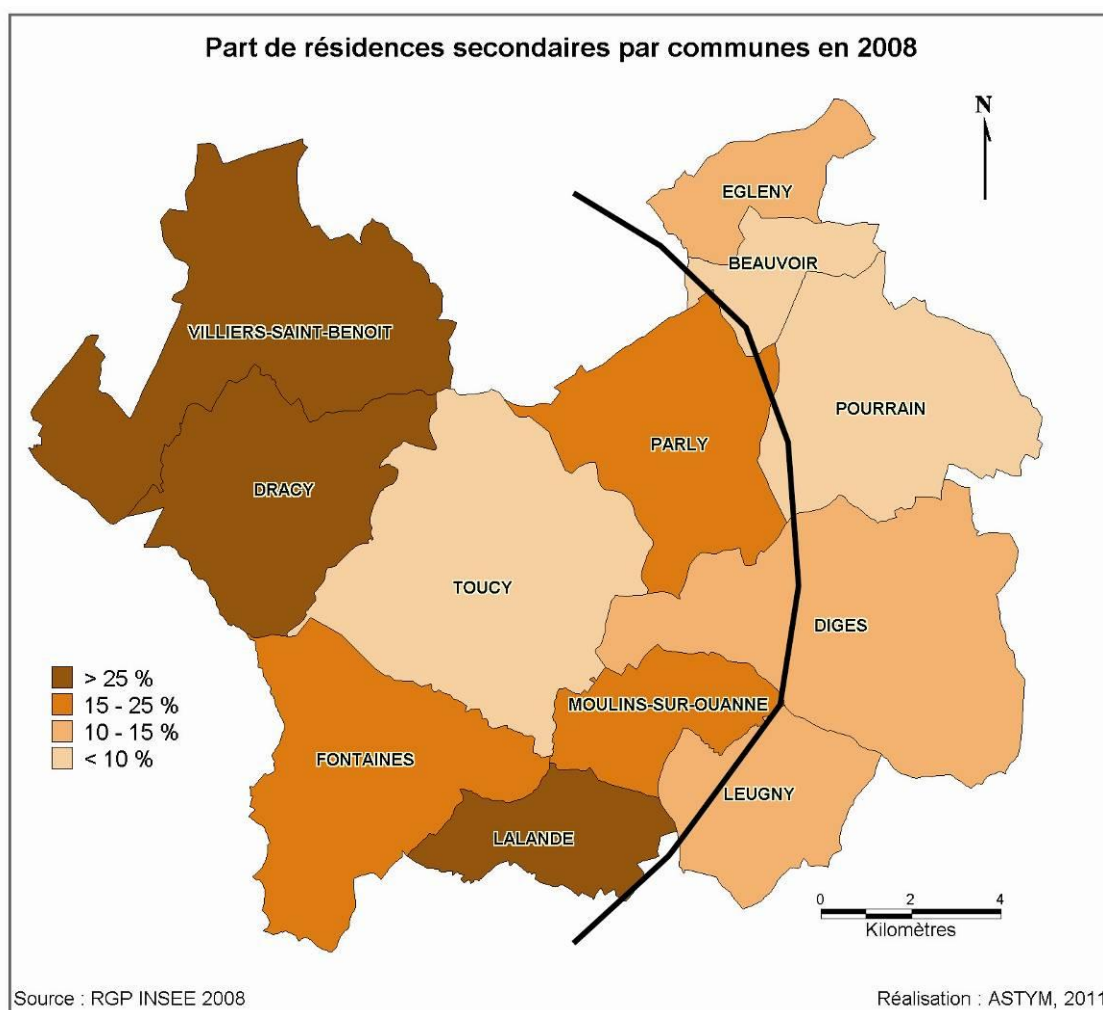 Part de résidences secondaires par communes en 2008
N
EGLENY
BEAUVOIR
VILLIERS-SAINT-BENOIT
POURRAIN
PARLY
DRACY
TOUCY
DIGES
> 25 %
15 - 25 %
10 - 15 %
< 10 %
MOULINS-SUR-OUANNE
FONTAINES
LEUGNY
LALANDE
0 2 4
Kilomètres
Source : RGP INSEE 2008
Réalisation : ASTYM, 2011